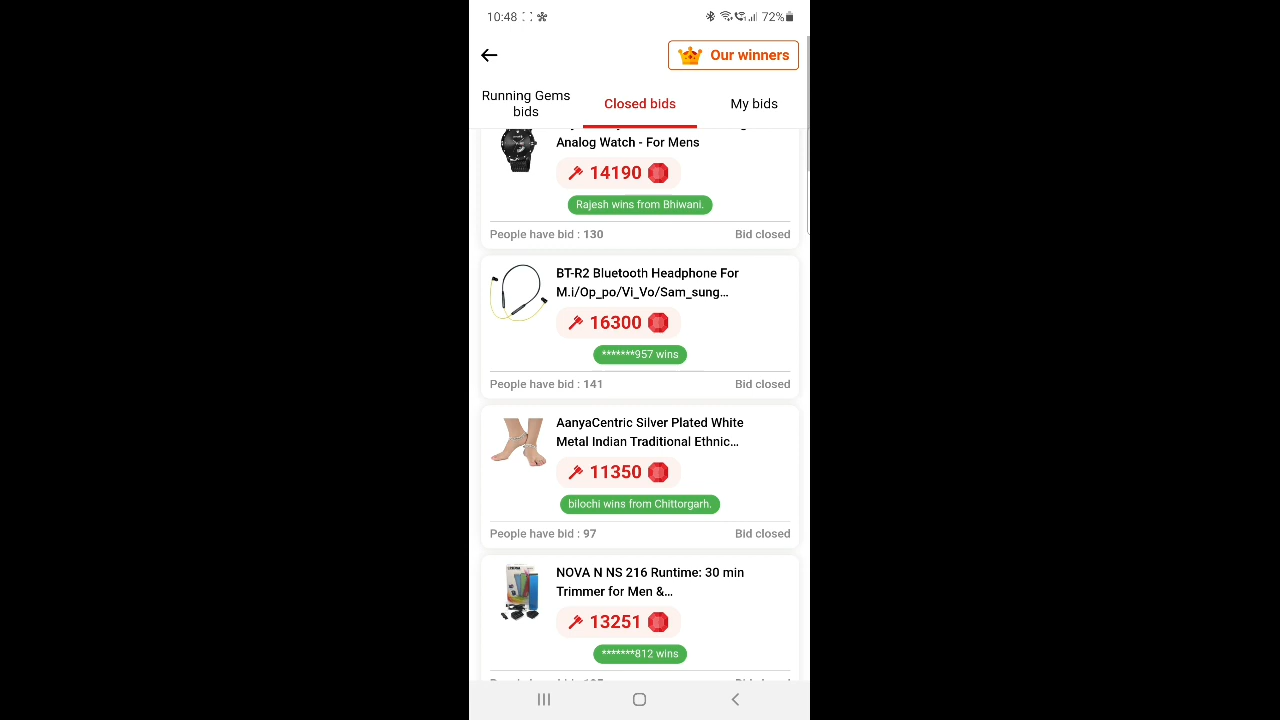 10:48
72%
Our winners
Running Gems
bids
Closed bids
My bids
Analog Watch - For Mens
14190
Rajesh wins from Bhiwani.
People have bid : 130
Bid closed
BT-R2 Bluetooth Headphone For
M.i/Op_po/Vi_Vo/Sam_sung...
16300
*******957 wins
People have bid : 141
Bid closed
AanyaCentric Silver Plated White
Metal Indian Traditional Ethnic...
11350
bilochi wins from Chittorgarh.
People have bid : 97
Bid closed
NOVA N NS 216 Runtime: 30 min
Trimmer for Men &...
13251
*******812 wins